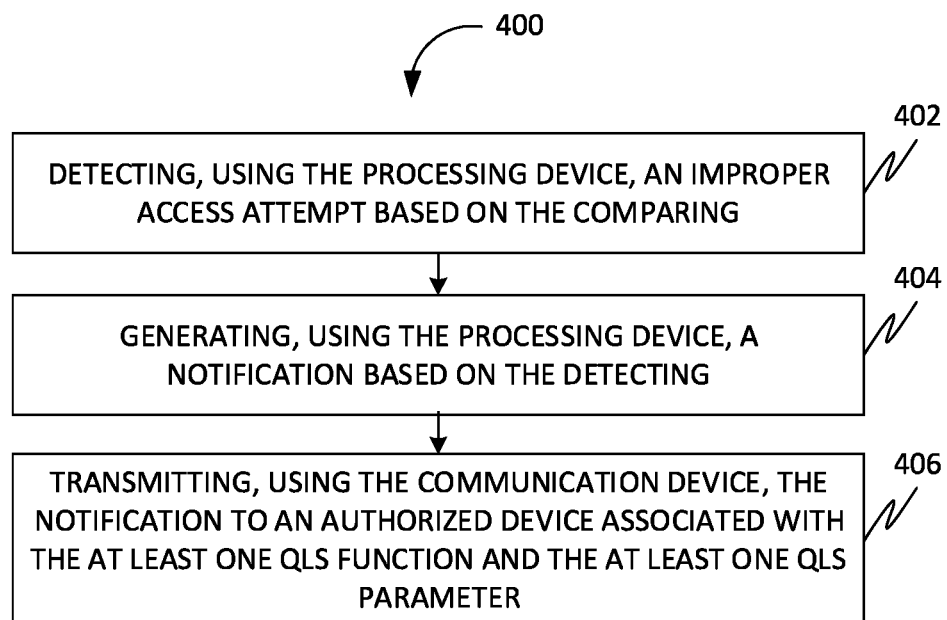 400
402
DETECTING, USING THE PROCESSING DEVICE, AN IMPROPER
ACCESS ATTEMPT BASED ON THE COMPARING
404
GENERATING, USING THE PROCESSING DEVICE, A
NOTIFICATION BASED ON THE DETECTING
406
TRANSMITTING, USING THE COMMUNICATION DEVICE, THE
NOTIFICATION TO AN AUTHORIZED DEVICE ASSOCIATED WITH
THE AT LEAST ONE QLS FUNCTION AND THE AT LEAST ONE QLS
PARAMETER